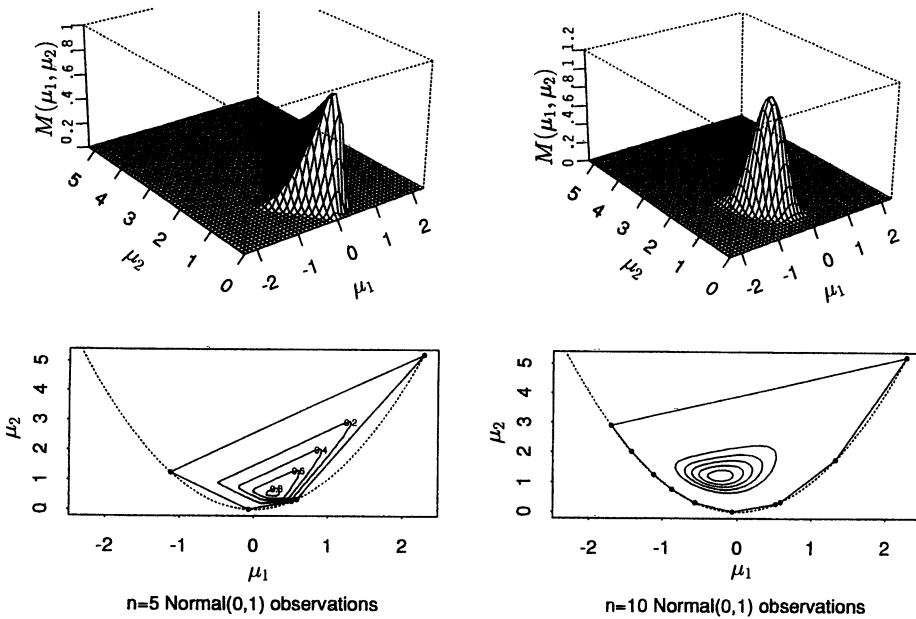 M(μ₁, μ₂)
0 0.2 .4 .6 .8 1
5 4 3 2 1 0
μ₂
-2 -1 0 1 2
μ₁
M(μ₁, μ₂)
0 0.2 .4 0.6 .8 1 1.2
5 4 3 2 1 0
μ₂
-2 -1 0 1 2
μ₁
μ₂
0 1 2 3 4 5
0.2
0.4
0.6
0.8
-2 -1 0 1 2
μ₁
n=5 Normal(0,1) observations
μ₂
0 1 2 3 4 5
-2 -1 0 1 2
μ₁
n=10 Normal(0,1) observations